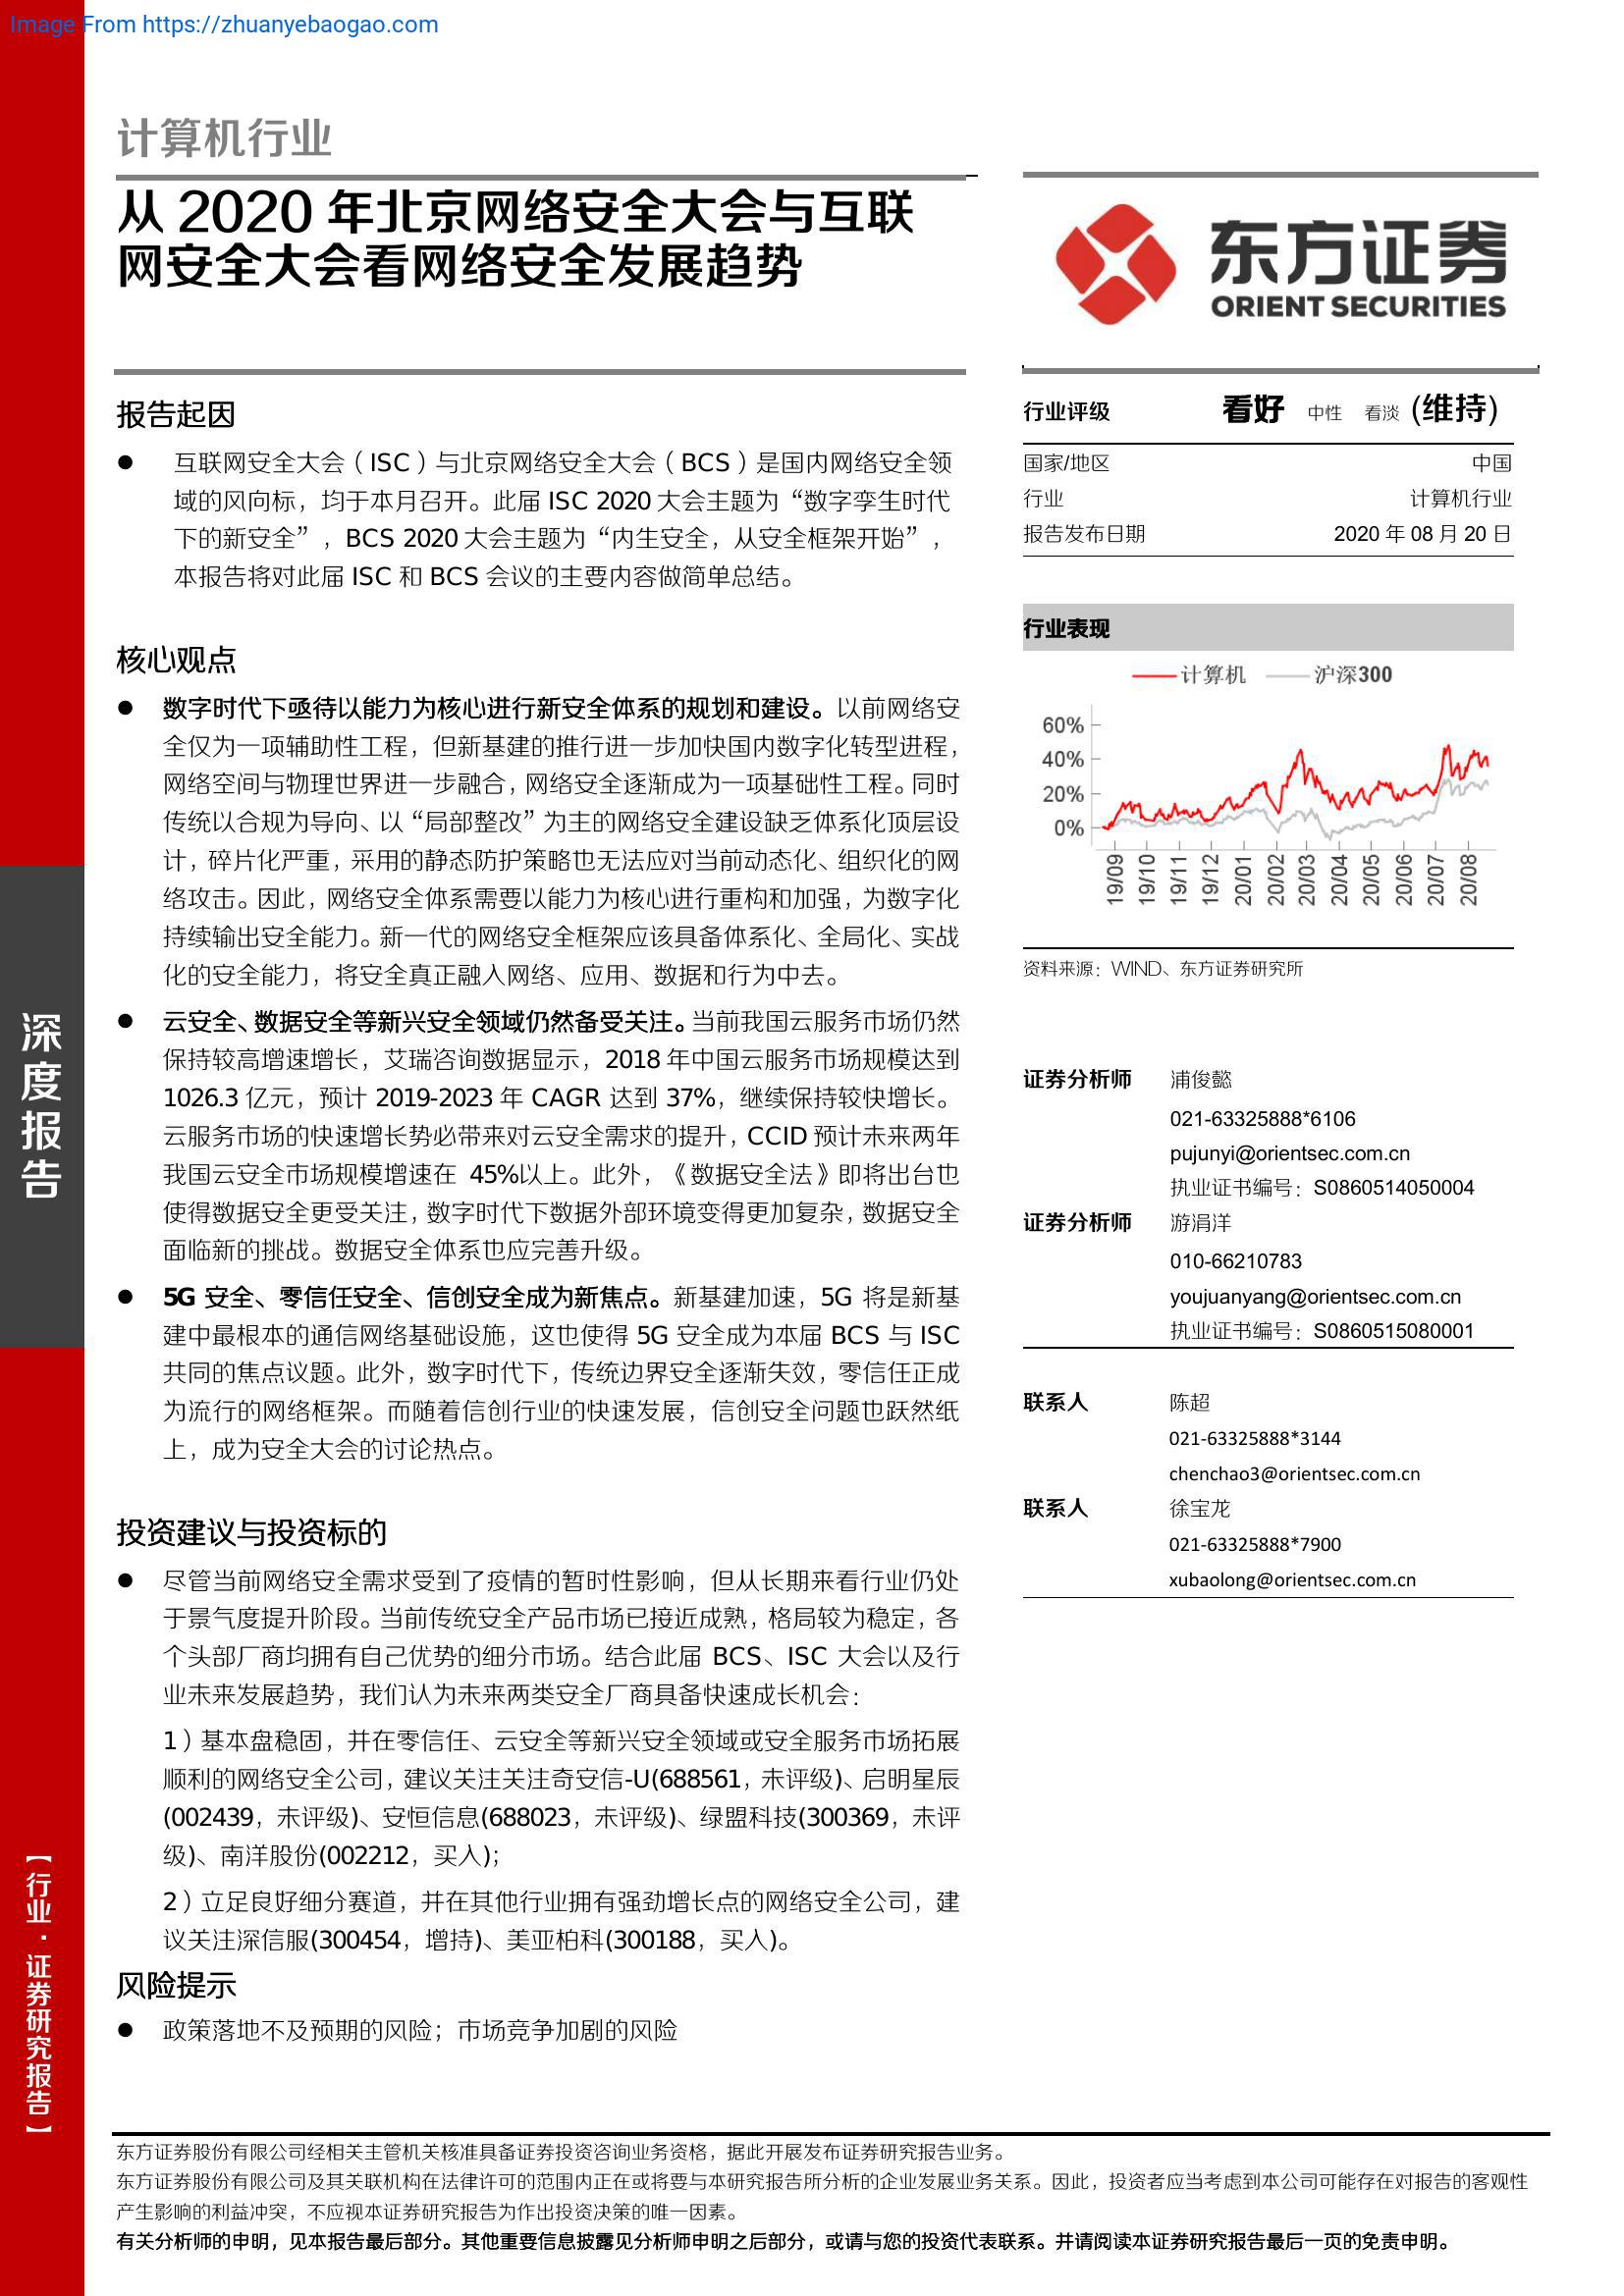 Image From https://zhuanyebaogao.com
计算机行业
从 2020 年北京网络安全大会与互联
网安全大会看网络安全发展趋势
东方证券
ORIENT SECURITIES
报告起因
● 互联网安全大会（ISC）与北京网络安全大会（BCS）是国内网络安全领
域的风向标，均于本月召开。此届 ISC 2020 大会主题为“数字孪生时代
下的新安全”，BCS 2020 大会主题为“内生安全，从安全框架开始”，
本报告将对此届 ISC 和 BCS 会议的主要内容做简单总结。
核心观点
● 数字时代下亟待以能力为核心进行新安全体系的规划和建设。以前网络安
全仅为一项辅助性工程，但新基建的推行进一步加快国内数字化转型进程，
网络空间与物理世界进一步融合，网络安全逐渐成为一项基础性工程。同时
传统以合规为导向、以“局部整改”为主的网络安全建设缺乏体系化顶层设
计，碎片化严重，采用的静态防护策略也无法应对当前动态化、组织化的网
络攻击。因此，网络安全体系需要以能力为核心进行重构和加强，为数字化
持续输出安全能力。新一代的网络安全框架应该具备体系化、全局化、实战
化的安全能力，将安全真正融入网络、应用、数据和行为中去。
● 云安全、数据安全等新兴安全领域仍然备受关注。当前我国云服务市场仍然
保持较高增速增长，艾瑞咨询数据显示，2018 年中国云服务市场规模达到
1026.3 亿元，预计 2019-2023 年 CAGR 达到 37%，继续保持较快增长。
云服务市场的快速增长势必带来对云安全需求的提升，CCID 预计未来两年
我国云安全市场规模增速在 45%以上。此外，《数据安全法》即将出台也
使得数据安全更受关注，数字时代下数据外部环境变得更加复杂，数据安全
面临新的挑战。数据安全体系也应完善升级。
● 5G 安全、零信任安全、信创安全成为新焦点。新基建加速，5G 将是新基
建中最根本的通信网络基础设施，这也使得 5G 安全成为本届 BCS 与 ISC
共同的焦点议题。此外，数字时代下，传统边界安全逐渐失效，零信任正成
为流行的网络框架。而随着信创行业的快速发展，信创安全问题也跃然纸
上，成为安全大会的讨论热点。
投资建议与投资标的
● 尽管当前网络安全需求受到了疫情的暂时性影响，但从长期来看行业仍处
于景气度提升阶段。当前传统安全产品市场已接近成熟，格局较为稳定，各
个头部厂商均拥有自己优势的细分市场。结合此届 BCS、ISC 大会以及行
业未来发展趋势，我们认为未来两类安全厂商具备快速成长机会：
1）基本盘稳固，并在零信任、云安全等新兴安全领域或安全服务市场拓展
顺利的网络安全公司，建议关注关注奇安信-U(688561，未评级)、启明星辰
(002439，未评级)、安恒信息(688023，未评级)、绿盟科技(300369，未评
级)、南洋股份(002212，买入)；
2）立足良好细分赛道，并在其他行业拥有强劲增长点的网络安全公司，建
议关注深信服(300454，增持)、美亚柏科(300188，买入)。
风险提示
● 政策落地不及预期的风险；市场竞争加剧的风险
行业评级 看好 中性 看淡 (维持)
国家/地区 中国
行业 计算机行业
报告发布日期 2020 年 08 月 20 日
行业表现
计算机 沪深300
60%
40%
20%
0%
19/09 19/10 19/11 19/12 20/01 20/02 20/03 20/04 20/05 20/06 20/07 20/08
资料来源：WIND、东方证券研究所
证券分析师 浦俊懿
021-63325888*6106
pujunyi@orientsec.com.cn
执业证书编号：S0860514050004
证券分析师 游涓洋
010-66210783
youjuanyang@orientsec.com.cn
执业证书编号：S0860515080001
联系人 陈超
021-63325888*3144
chenchao3@orientsec.com.cn
联系人 徐宝龙
021-63325888*7900
xubaolong@orientsec.com.cn
深度报告
【行业·证券研究报告】
东方证券股份有限公司经相关主管机关核准具备证券投资咨询业务资格，据此开展发布证券研究报告业务。
东方证券股份有限公司及其关联机构在法律许可的范围内正在或将要与本研究报告所分析的企业发展业务关系。因此，投资者应当考虑到本公司可能存在对报告的客观性
产生影响的利益冲突，不应视本证券研究报告为作出投资决策的唯一因素。
有关分析师的申明，见本报告最后部分。其他重要信息披露见分析师申明之后部分，或请与您的投资代表联系。并请阅读本证券研究报告最后一页的免责申明。